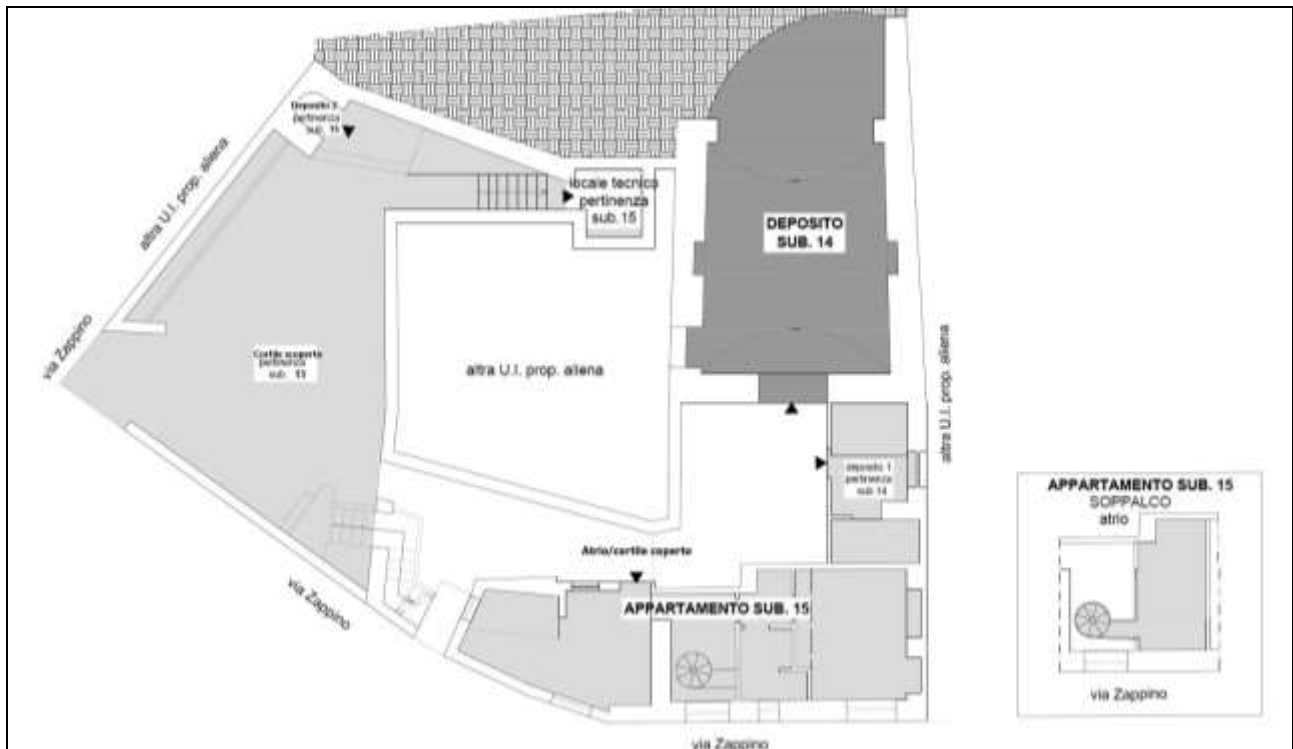 Deposito 2
pertinenza
sub. 15
altra U.I. prop. aliena
locale tecnico
pertinenza
sub. 15
DEPOSITO
SUB. 14
via Zappino
Cortile scoperto
pertinenza
sub.
altra U.I. prop. aliena
altra U.I. prop. aliena
deposito 1
pertinenza
sub 14
Atrio/cortile coperto
via Zappino
APPARTAMENTO SUB. 15
via Zappino
APPARTAMENTO SUB. 15
SOPPALCO
atrio
via Zappino